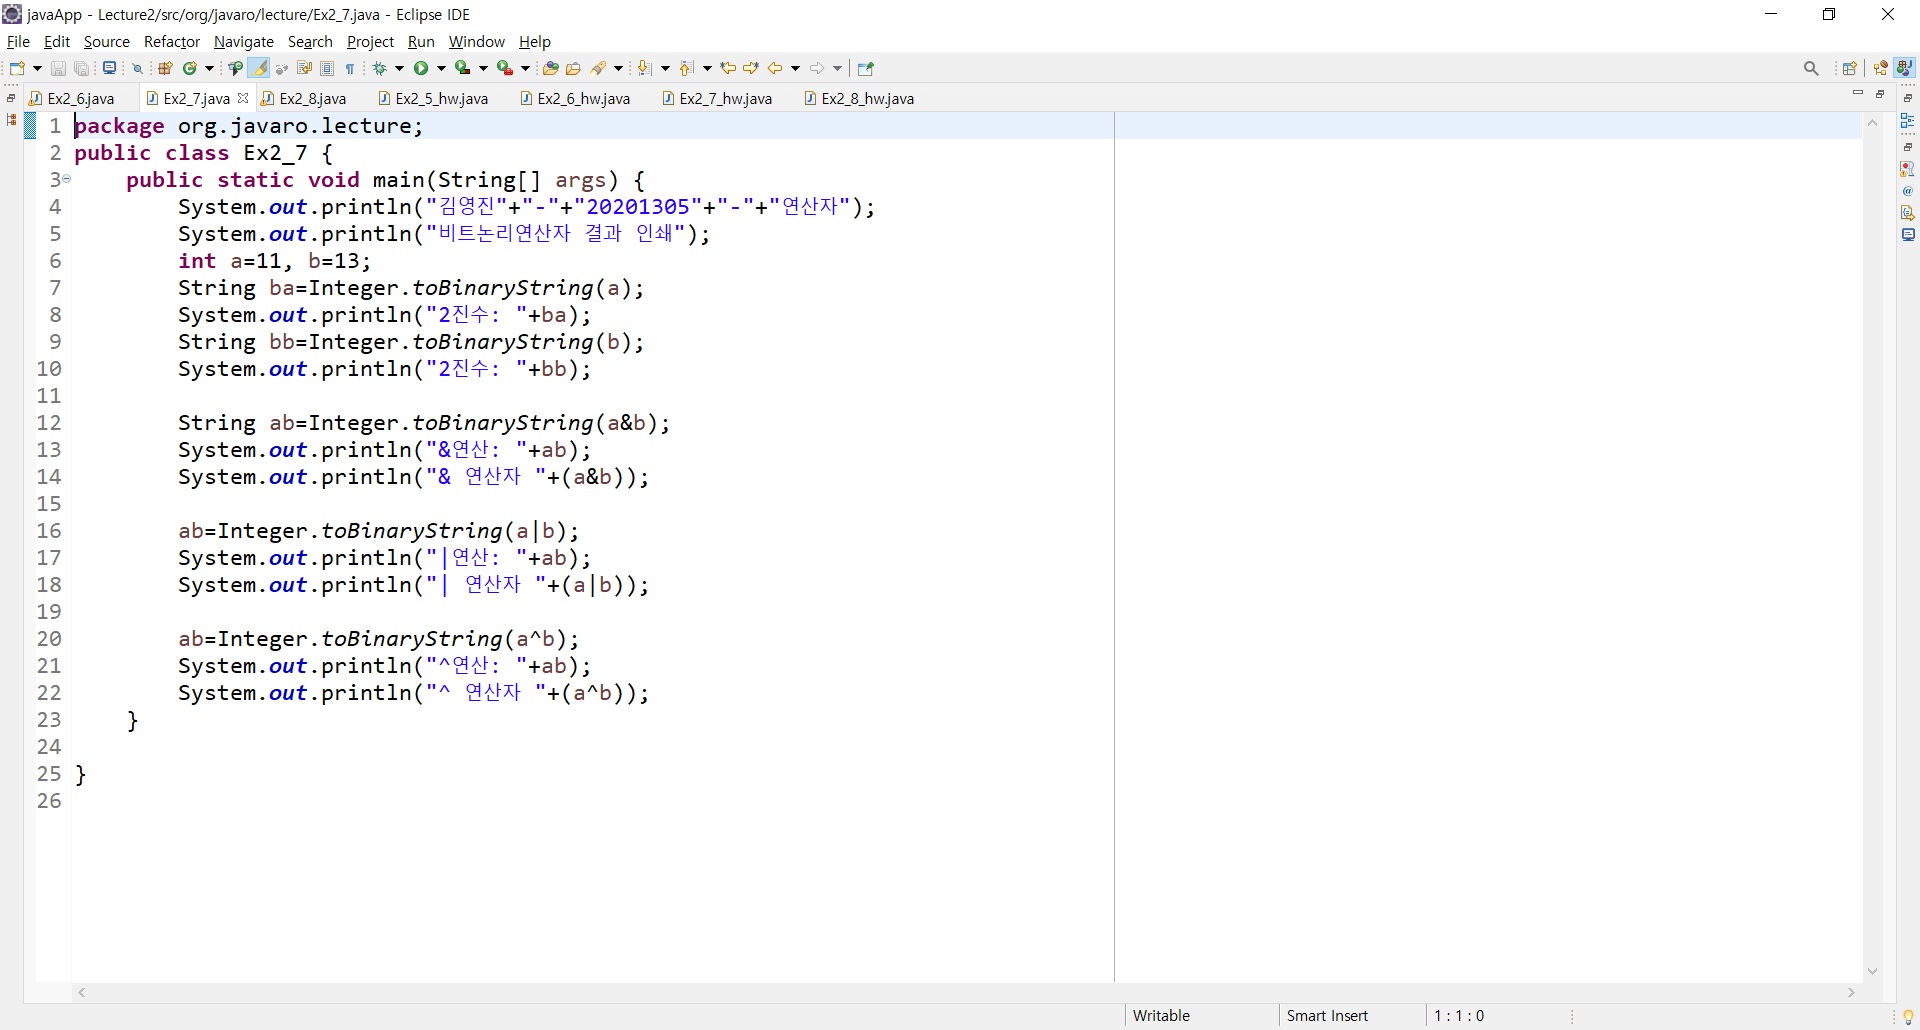 javaApp - Lecture2/src/org/javaro/lecture/Ex2_7.java - Eclipse IDE
File Edit Source Refactor Navigate Search Project Run Window Help
Ex2_6.java Ex2_7.java Ex2_8.java Ex2_5_hw.java Ex2_6_hw.java Ex2_7_hw.java Ex2_8_hw.java
1 package org.javaro.lecture;
2 public class Ex2_7 {
3     public static void main(String[] args) {
4         System.out.println("김영진"+"-"+"20201305"+"-"+"연산자");
5         System.out.println("비트논리연산자 결과 인쇄");
6         int a=11, b=13;
7         String ba=Integer.toBinaryString(a);
8         System.out.println("2진수: "+ba);
9         String bb=Integer.toBinaryString(b);
10         System.out.println("2진수: "+bb);
11
12         String ab=Integer.toBinaryString(a&b);
13         System.out.println("&연산: "+ab);
14         System.out.println("& 연산자 "+(a&b));
15
16         ab=Integer.toBinaryString(a|b);
17         System.out.println("|연산: "+ab);
18         System.out.println("| 연산자 "+(a|b));
19
20         ab=Integer.toBinaryString(a^b);
21         System.out.println("^연산: "+ab);
22         System.out.println("^ 연산자 "+(a^b));
23     }
24
25 }
26
Writable Smart Insert 1 : 1 : 0